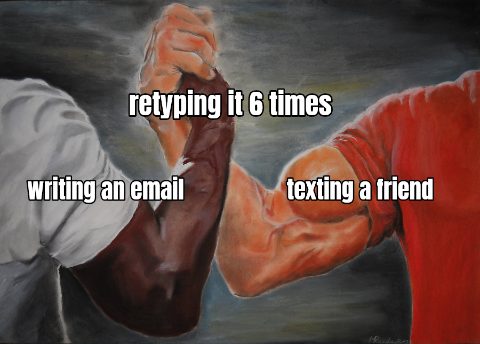 retyping it 6 times
writing an email
texting a friend